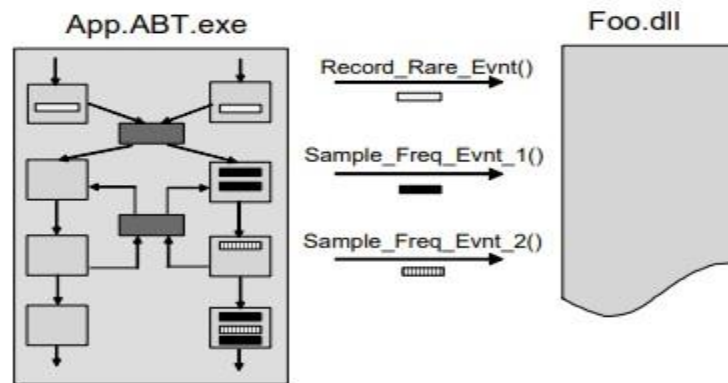 App.ABT.exe
Foo.dll
Record_Rare_Evnt()
Sample_Freq_Evnt_1()
Sample_Freq_Evnt_2()